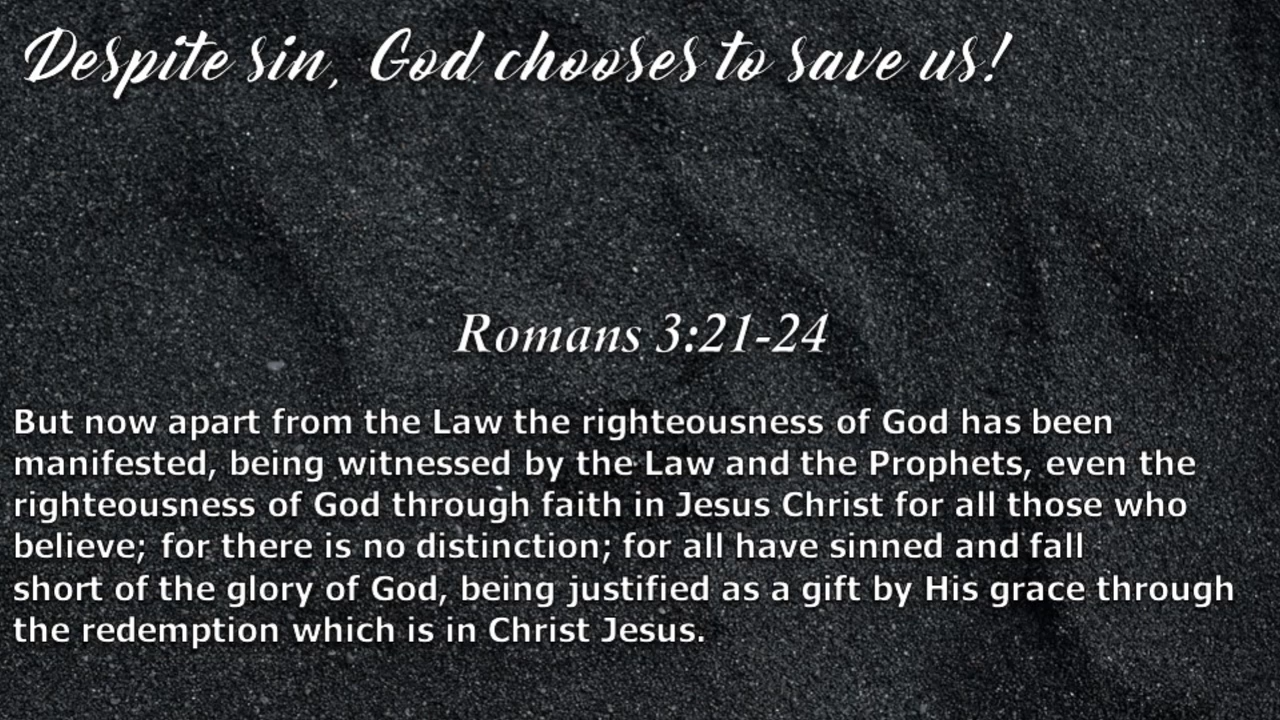 Despite sin, God chooses to save us!
Romans 3:21-24
But now apart from the Law the righteousness of God has been
manifested, being witnessed by the Law and the Prophets, even the
righteousness of God through faith in Jesus Christ for all those who
believe; for there is no distinction; for all have sinned and fall
short of the glory of God, being justified as a gift by His grace through
the redemption which is in Christ Jesus.